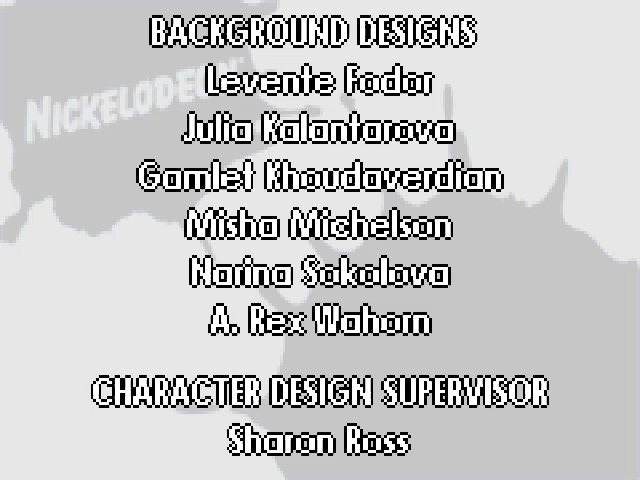 BACKGROUND DESIGNS
Levente Fodor
NICKELODEON
Julia Kalantarova
Gamlet Khoudaverdian
Misha Michelson
Narina Sokolova
A. Rex Wahorn
CHARACTER DESIGN SUPERVISOR
Sharon Ross